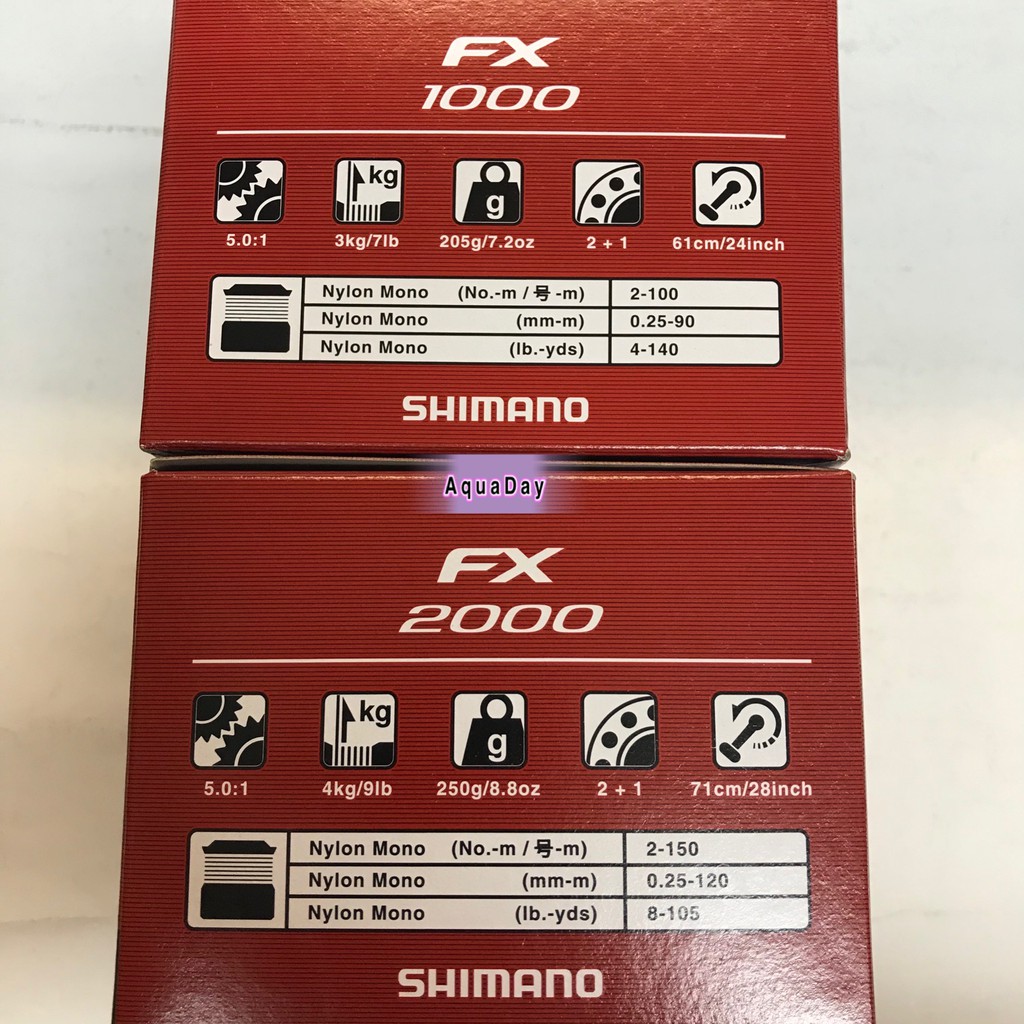 FX
1000
kg
g
5.0:1 3kg/7lb 205g/7.2oz 2 + 1 61cm/24inch
Nylon Mono (No.-m / 号 -m) 2-100
Nylon Mono (mm-m) 0.25-90
Nylon Mono (lb.-yds) 4-140
SHIMANO
AquaDay
FX
2000
kg
g
5.0:1 4kg/9lb 250g/8.8oz 2 + 1 71cm/28inch
Nylon Mono (No.-m / 号-m) 2-150
Nylon Mono (mm-m) 0.25-120
Nylon Mono (lb.-yds) 8-105
SHIMANO